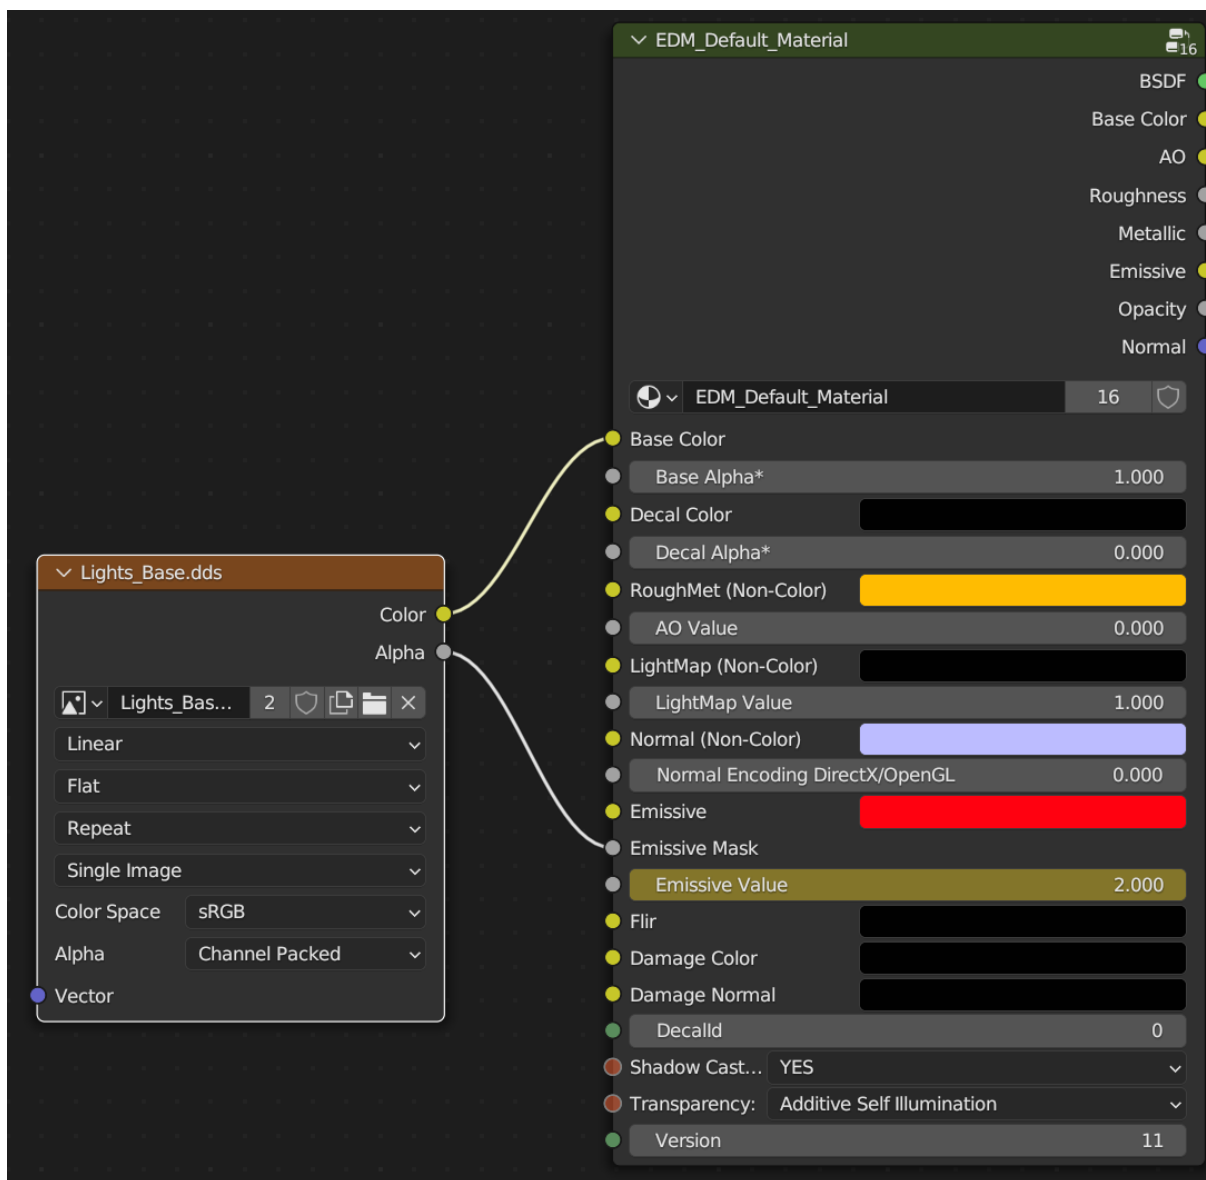 EDM_Default_Material
16
BSDF
Base Color
AO
Roughness
Metallic
Emissive
Opacity
Normal
EDM_Default_Material 16
Base Color
Base Alpha* 1.000
Decal Color
Decal Alpha* 0.000
RoughMet (Non-Color)
AO Value 0.000
LightMap (Non-Color)
LightMap Value 1.000
Normal (Non-Color)
Normal Encoding DirectX/OpenGL 0.000
Emissive
Emissive Mask
Emissive Value 2.000
Flir
Damage Color
Damage Normal
DecalId 0
Shadow Cast... YES
Transparency: Additive Self Illumination
Version 11
Lights_Base.dds
Color
Alpha
Lights_Bas... 2
Linear
Flat
Repeat
Single Image
Color Space sRGB
Alpha Channel Packed
Vector